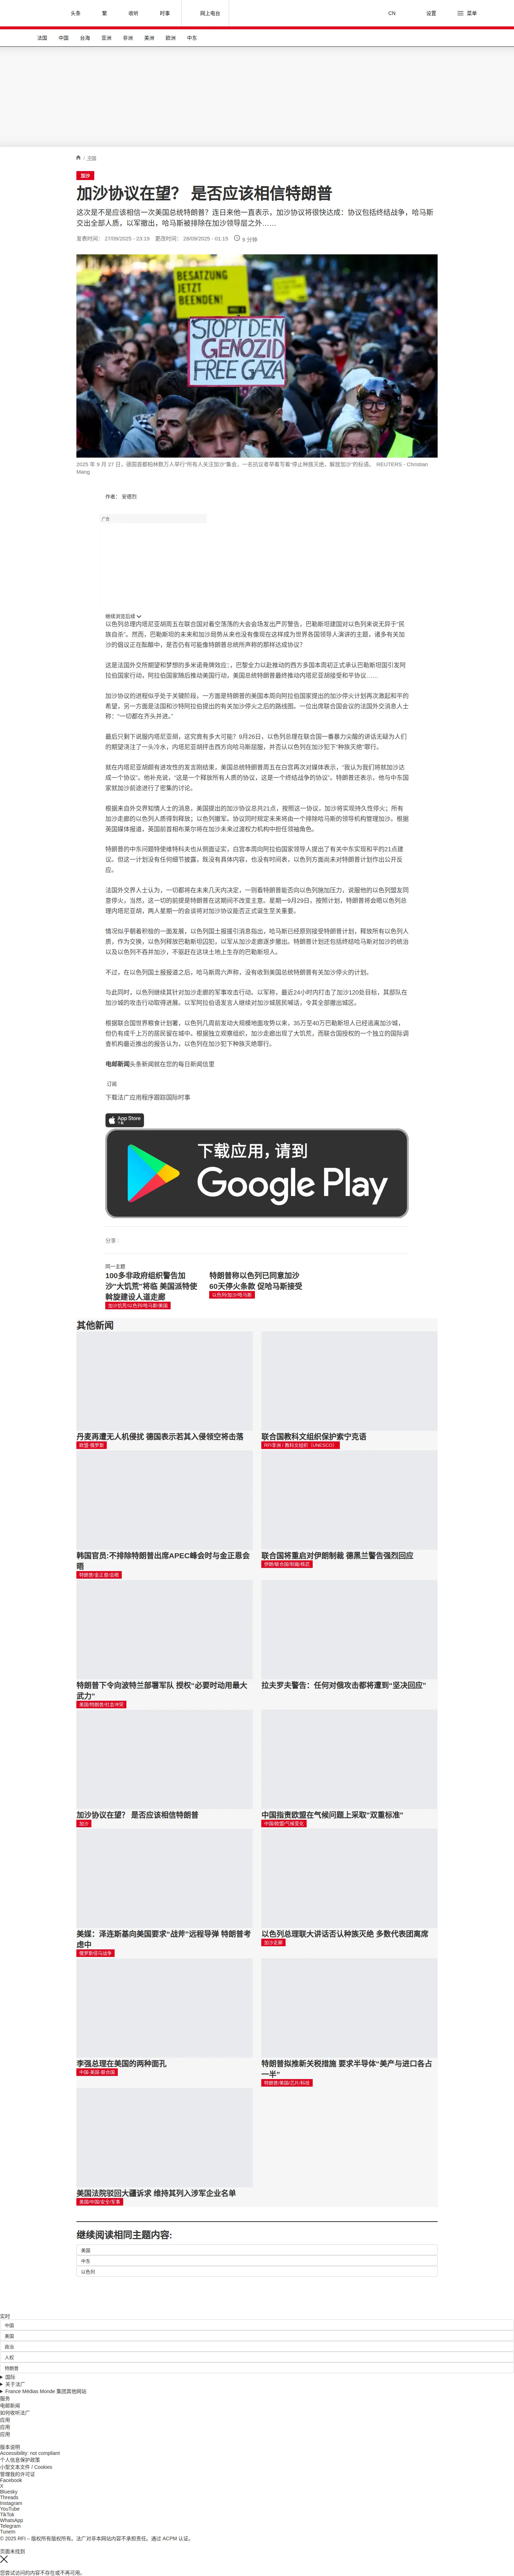 头条
繁
收听
时事
网上电台
CN
设置
菜单
法国
中国
台海
亚洲
非洲
美洲
欧洲
中东
/ 中国
加沙
加沙协议在望? 是否应该相信特朗普
这次是不是应该相信一次美国总统特朗普？连日来他一直表示，加沙协议将很快达成：协议包括终结战争，哈马斯
交出全部人质，以军撤出，哈马斯被排除在加沙领导层之外……
发表时间： 27/09/2025 - 23:19 更改时间： 28/09/2025 - 01:15 9 分钟
BESATZUNG
JETZT
BEENDEN!
STOP DEN
GENOZID
FREE GAZA
2025 年 9 月 27 日，德国首都柏林数万人举行“所有人关注加沙”集会，一名抗议者举着写着“停止种族灭绝，解放加沙”的标语。 REUTERS - Christian
Mang
作者： 安德烈
广告
继续浏览后续
以色列总理内塔尼亚胡周五在联合国对着空荡荡的大会会场发出严厉警告，巴勒斯坦建国对以色列来说无异于“民
族自杀”。然而，巴勒斯坦的未来和加沙局势从来也没有像现在这样成为世界各国领导人演讲的主题，诸多有关加
沙的倡议正在酝酿中，是否仍有可能像特朗普总统所声称的那样达成协议?
这是法国外交所期望和梦想的多米诺骨牌效应：，巴黎全力以赴推动的西方多国本周初正式承认巴勒斯坦国引发阿
拉伯国家行动，阿拉伯国家随后推动美国行动，美国总统特朗普最终推动内塔尼亚胡接受和平协议……
加沙协议的进程似乎处于关键阶段，一方面是特朗普的美国本周向阿拉伯国家提出的加沙停火计划再次激起和平的
希望，另一方面是法国和沙特阿拉伯提出的有关加沙停火之后的路线图。一位出席联合国会议的法国外交消息人士
称：“一切都在齐头并进。”
最后只剩下说服内塔尼亚胡，这究竟有多大可能？9月26日，以色列总理在联合国一番暴力尖酸的讲话无疑为人们
的期望浇注了一头冷水，内塔尼亚胡抨击西方向哈马斯屈服，并否认以色列在加沙犯下“种族灭绝”罪行。
就在内塔尼亚胡颇有进攻性的发言刚结束，美国总统特朗普周五在白宫再次对媒体表示，“我认为我们将就加沙达
成一个协议”。他补充说，“这是一个释放所有人质的协议，这是一个终结战争的协议”。特朗普还表示，他与中东国
家就加沙前途进行了密集的讨论。
根据来自外交界知情人士的消息，美国提出的加沙协议总共21点，按照这一协议，加沙将实现持久性停火；所有
加沙走廊的以色列人质得到释放；以色列撤军。协议同时规定未来将由一个排除哈马斯的领导机构管理加沙。根据
英国媒体报道，英国前首相布莱尔将在加沙未来过渡权力机构中担任领袖角色。
特朗普的中东问题特使维特科夫也从侧面证实，白宫本周向阿拉伯国家领导人提出了有关中东实现和平的21点建
议。但这一计划没有任何细节披露，既没有具体内容，也没有时间表，以色列方面尚未对特朗普计划作出公开反
应。
法国外交界人士认为，一切都将在未来几天内决定，一则看特朗普能否向以色列施加压力，说服他的以色列盟友同
意停火，当然，这一切的前提是特朗普在这期间不改变主意。星期一9月29日，按照计划，特朗普将会晤以色列总
理内塔尼亚胡，两人星期一的会谈将对加沙协议能否正式诞生至关重要。
情况似乎朝着积极的一面发展，以色列国土报援引消息指出，哈马斯已经原则接受特朗普计划，释放所有以色列人
质，作为交换，以色列释放巴勒斯坦囚犯，以军从加沙走廊逐步撤出。特朗普计划还包括终结哈马斯对加沙的统治
以及以色列不吞并加沙，不驱赶在这块土地上生存的巴勒斯坦人。
不过，在以色列国土报报道之后，哈马斯周六声称，没有收到美国总统特朗普有关加沙停火的计划。
与此同时，以色列继续其针对加沙走廊的军事攻击行动。以军称，最近24小时内打击了加沙120处目标，其部队在
加沙城的攻击行动取得进展。以军阿拉伯语发言人继续对加沙城居民喊话，令其全部撤出城区。
根据联合国世界粮食计划署，以色列几周前发动大规模地面攻势以来，35万至40万巴勒斯坦人已经逃离加沙城，
但仍有成千上万的居民留在城中。根据独立观察组织，加沙走廊出现了大饥荒，而联合国授权的一个独立的国际调
查机构最近推出的报告认为，以色列在加沙犯下种族灭绝罪行。
电邮新闻头条新闻就在您的每日新闻信里
订阅
下载法广应用程序跟踪国际时事
App Store
下载
下载应用，请到
Google Play
分享 :
同一主题
100多非政府组织警告加
沙“大饥荒”将临 美国派特使
斡旋建设人道走廊
加沙饥荒/以色列/哈马斯/美国
特朗普称以色列已同意加沙
60天停火条款 促哈马斯接受
以色列/加沙/哈马斯
其他新闻
丹麦再遭无人机侵扰 德国表示若其入侵领空将击落
欧盟-俄罗斯
联合国教科文组织保护索宁克语
RFI非洲 / 教科文组织（UNESCO）
韩国官员:不排除特朗普出席APEC峰会时与金正恩会
晤
特朗普/金正恩/会晤
联合国将重启对伊朗制裁 德黑兰警告强烈回应
伊朗/联合国/制裁/核武
特朗普下令向波特兰部署军队 授权“必要时动用最大
武力”
美国/特朗普/社会冲突
拉夫罗夫警告：任何对俄攻击都将遭到“坚决回应”
加沙协议在望? 是否应该相信特朗普
加沙
中国指责欧盟在气候问题上采取“双重标准”
中国/欧盟/气候变化
美媒：泽连斯基向美国要求“战斧”远程导弹 特朗普考
虑中
俄罗斯侵乌战争
以色列总理联大讲话否认种族灭绝 多数代表团离席
加沙走廊
李强总理在美国的两种面孔
中国-美国-联合国
特朗普拟推新关税措施 要求半导体“美产与进口各占
一半”
特朗普/美国/芯片/科技
美国法院驳回大疆诉求 维持其列入涉军企业名单
美国/中国/安全/军事
继续阅读相同主题内容:
美国
中东
以色列
实时
中国
美国
政治
人权
特朗普
国际
关于法广
France Médias Monde 集团其他网站
服务
电邮新闻
如何收听法广
应用
应用
应用
版本说明
Accessibility: not compliant
个人信息保护政策
小型文本文件 / Cookies
管理我的许可证
Facebook
X
Bluesky
Threads
Instagram
YouTube
TikTok
WhatsApp
Telegram
TuneIn
© 2025 RFI – 版权所有版权所有。法广对非本网站内容不承担责任。通过 ACPM 认证。
页面未找到
您尝试访问的内容不存在或不再可用。